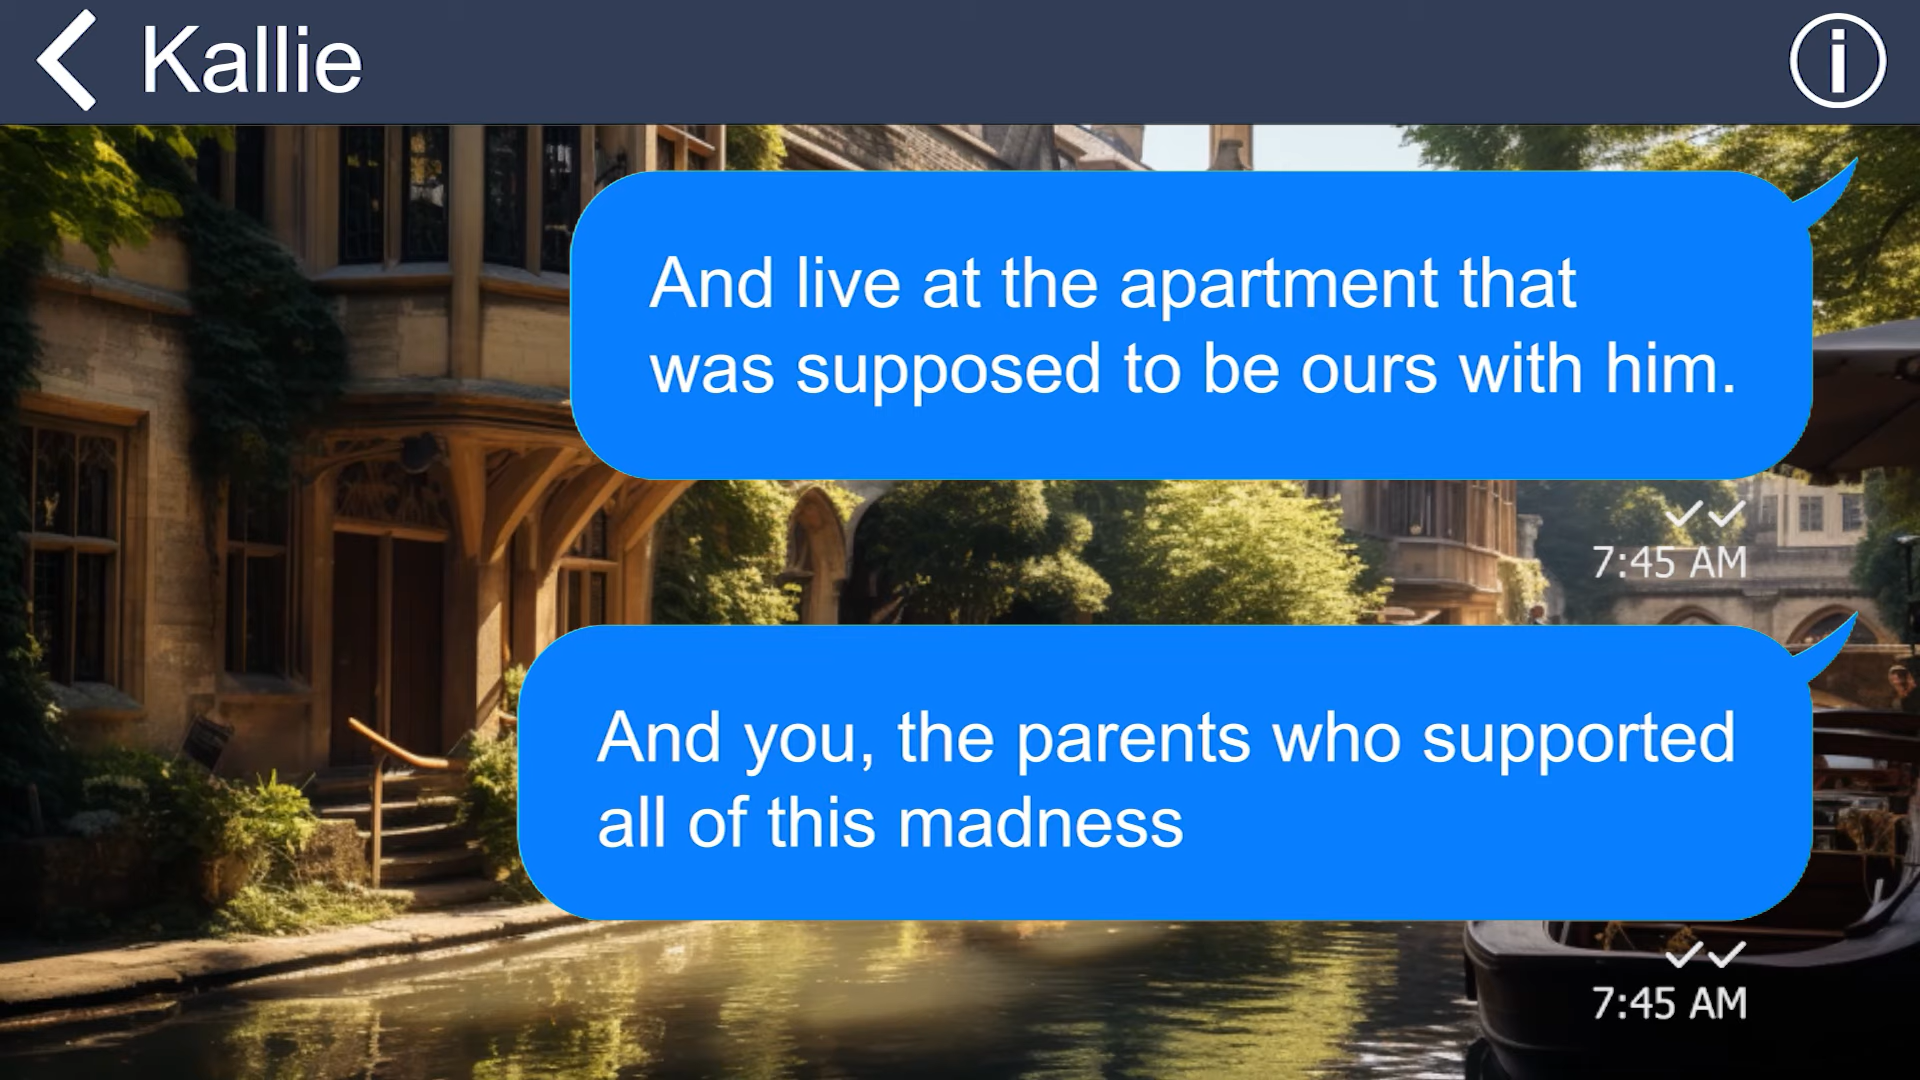 Kallie
And live at the apartment that
was supposed to be ours with him.
7:45 AM
And you, the parents who supported
all of this madness
7:45 AM